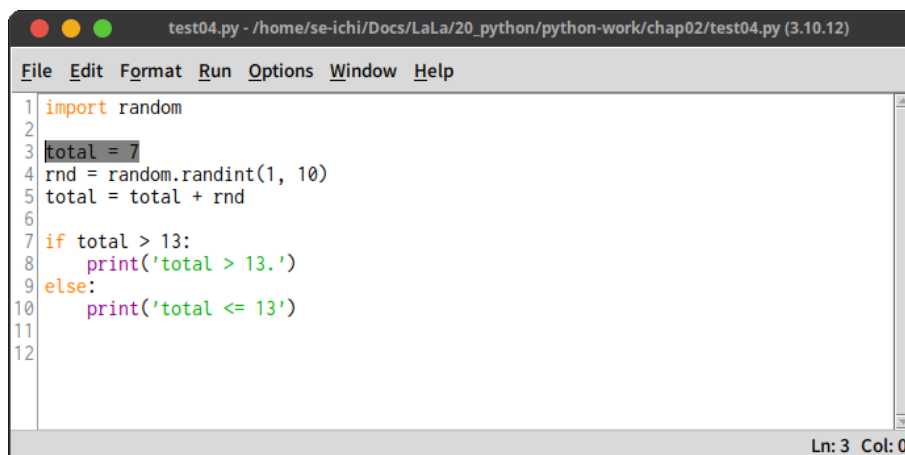 test04.py - /home/se-ichi/Docs/LaLa/20_python/python-work/chap02/test04.py (3.10.12)
File Edit Format Run Options Window Help
1 import random
2
3 total = 7
4 rnd = random.randint(1, 10)
5 total = total + rnd
6
7 if total > 13:
8     print('total > 13.')
9 else:
10     print('total <= 13')
11
12
Ln: 3 Col: 0